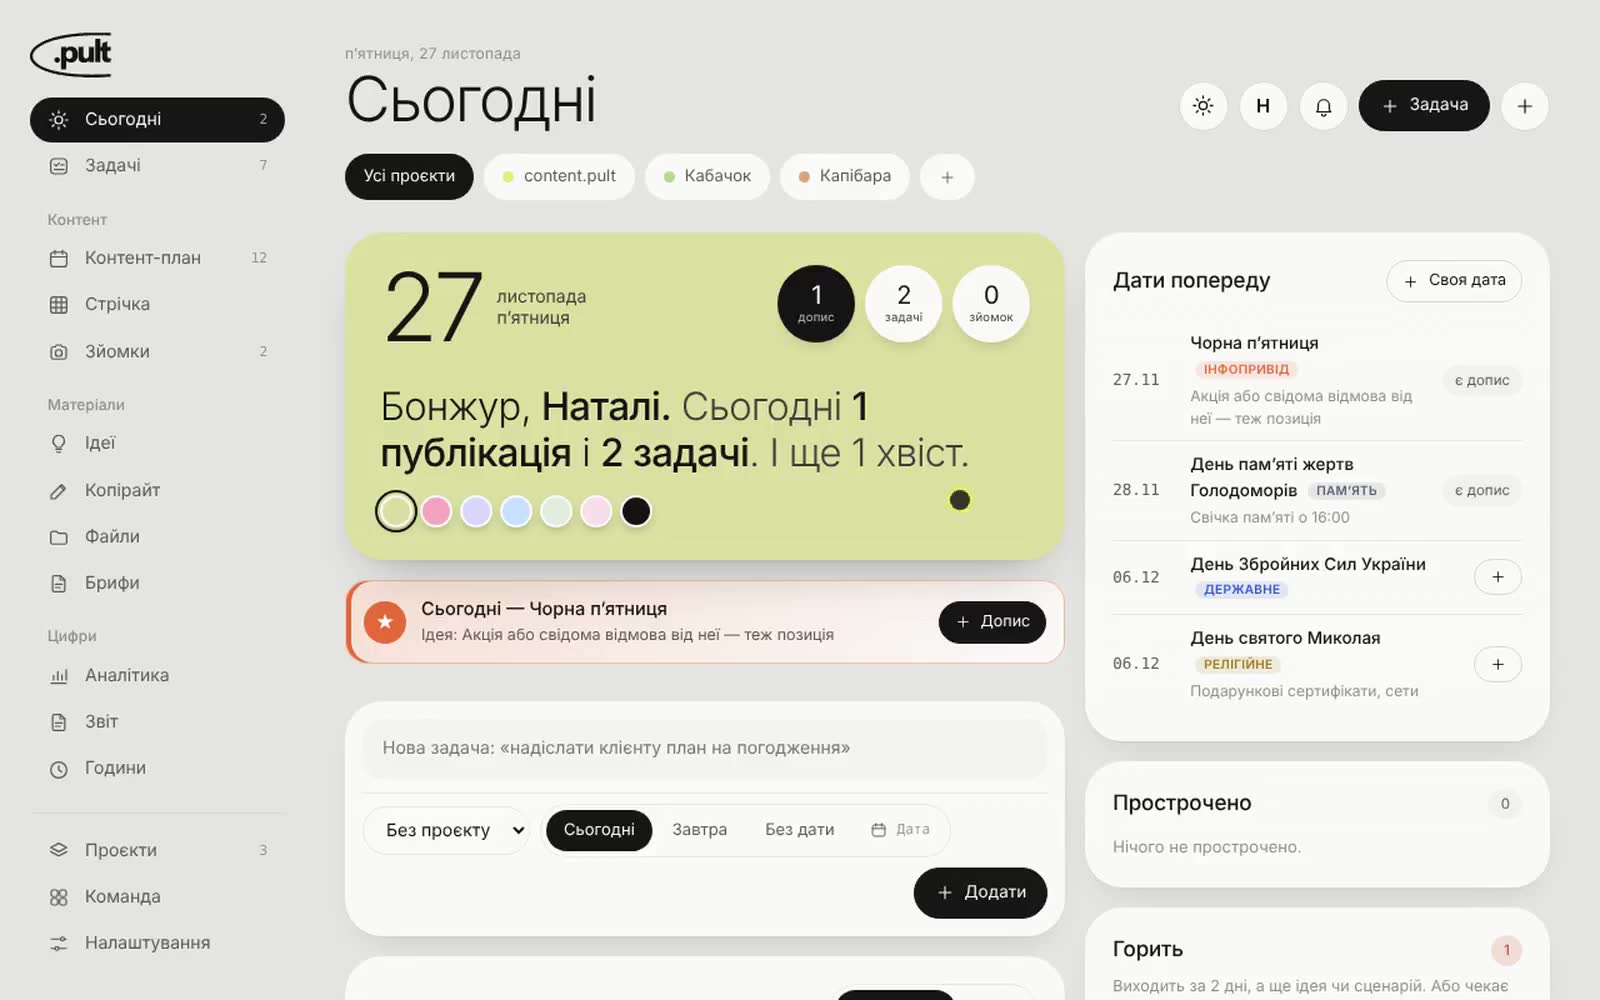 .pult
Сьогодні 2
Задачі 7
Контент
Контент-план 12
Стрічка
Зйомки 2
Матеріали
Ідеї
Копірайт
Файли
Брифи
Цифри
Аналітика
Звіт
Години
Проєкти 3
Команда
Налаштування
п’ятниця, 27 листопада
Сьогодні
Н
+ Задача
+
Усі проєкти
content.pult
Кабачок
Капібара
+
27
листопада
п’ятниця
1
допис
2
задачі
0
зйомок
Бонжур, Наталі. Сьогодні 1
публікація і 2 задачі. І ще 1 хвіст.
Сьогодні — Чорна п’ятниця
Ідея: Акція або свідома відмова від неї — теж позиція
+ Допис
Нова задача: «надіслати клієнту план на погодження»
Без проєкту
Сьогодні
Завтра
Без дати
Дата
+ Додати
Дати попереду
+ Своя дата
27.11
Чорна п’ятниця
ІНФОПРИВІД
Акція або свідома відмова від
неї — теж позиція
є допис
28.11
День пам’яті жертв
Голодоморів ПАМ’ЯТЬ
Свічка пам’яті о 16:00
є допис
06.12
День Збройних Сил України
ДЕРЖАВНЕ
+
06.12
День святого Миколая
РЕЛІГІЙНЕ
Подарункові сертифікати, сети
+
Прострочено 0
Нічого не прострочено.
Горить 1
Виходить за 2 дні, а ще ідея чи сценарій. Або чекає